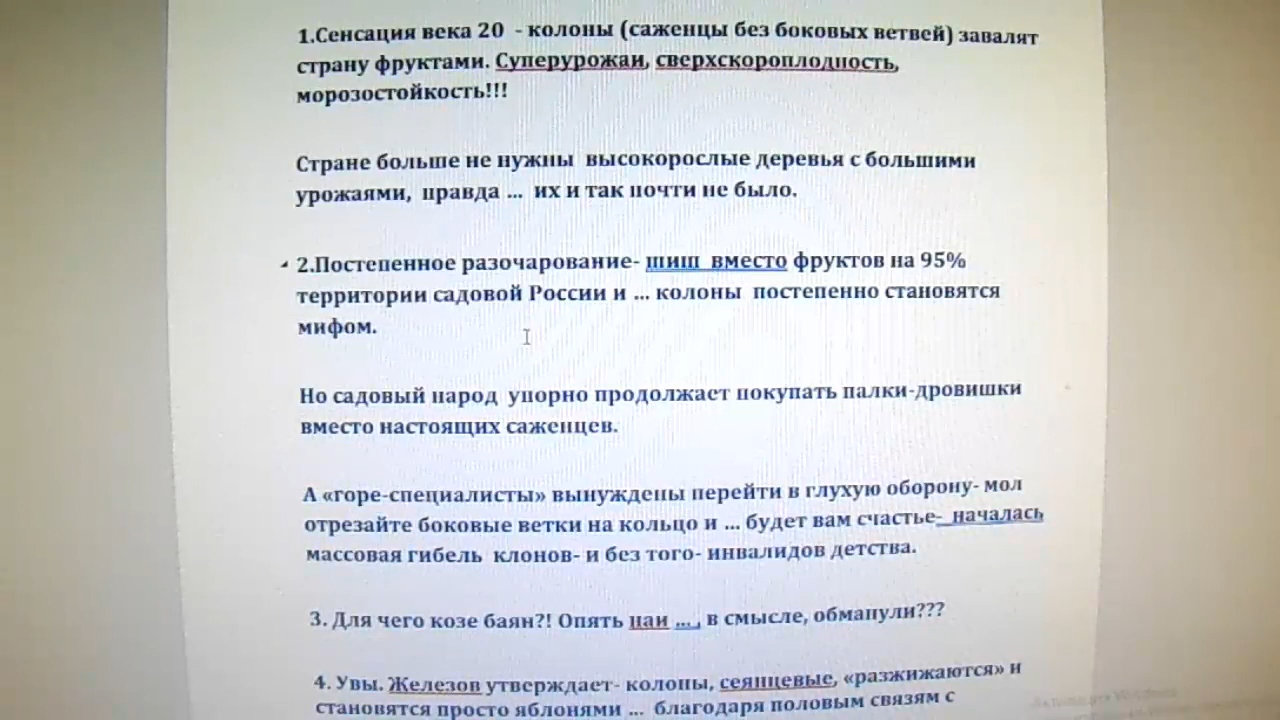 1.Сенсация века 20 - колоны (саженцы без боковых ветвей) завалят
страну фруктами. Суперурожаи, сверхскороплодность,
морозостойкость!!!
Стране больше не нужны высокорослые деревья с большими
урожаями, правда ... их и так почти не было.
2.Постепенное разочарование- шиш вместо фруктов на 95%
территории садовой России и ... колоны постепенно становятся
мифом.
Но садовый народ упорно продолжает покупать палки-дровишки
вместо настоящих саженцев.
А «горе-специалисты» вынуждены перейти в глухую оборону- мол
отрезайте боковые ветки на кольцо и ... будет вам счастье- началась
массовая гибель клонов- и без того- инвалидов детства.
3. Для чего козе баян?! Опять наи ... , в смысле, обманули???
4. Увы. Железов утверждает- колоны, сеянцевые, «разжижаются» и
становятся просто яблонями ... благодаря половым связям с